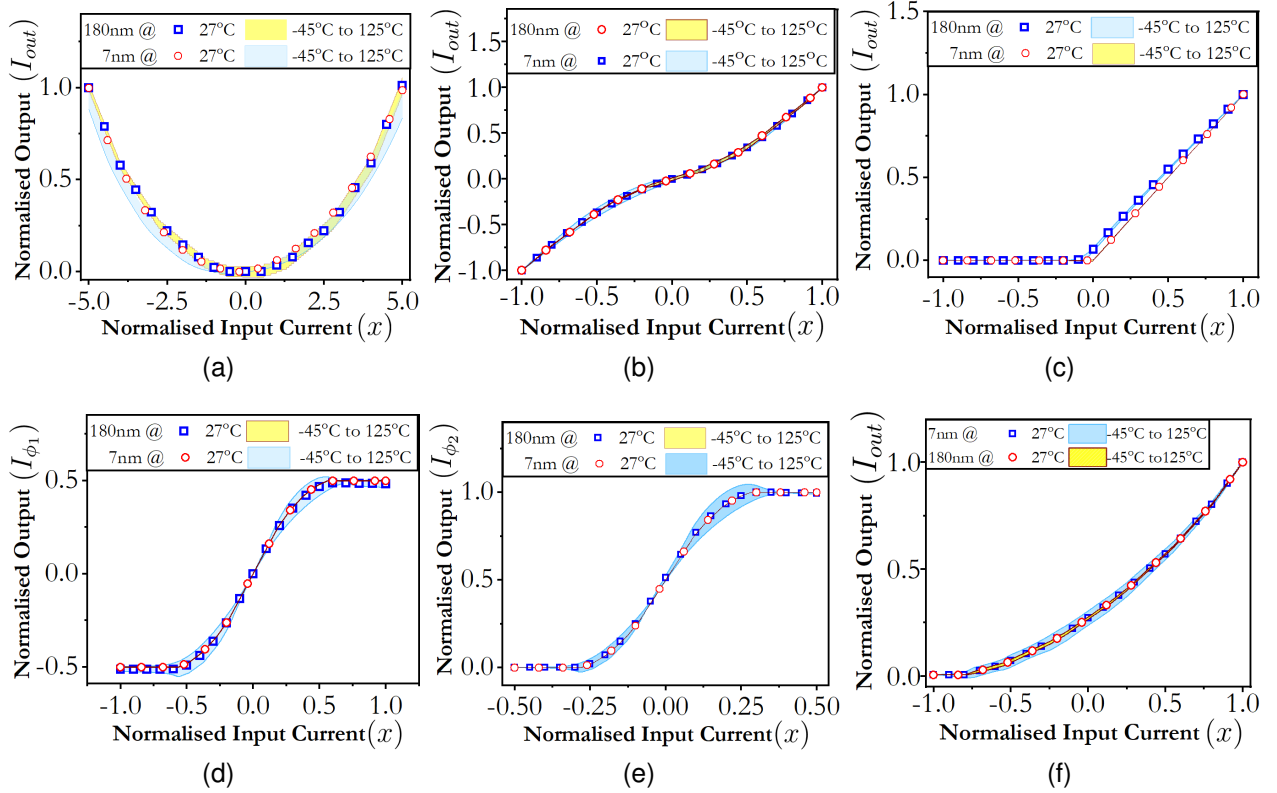 180nm @ 27°C -45°C to 125°C
7nm @ 27°C -45°C to 125°C
Normalised Output (I_out)
1.0
0.5
0.0
-5.0 -2.5 0.0 2.5 5.0
Normalised Input Current (x)
(a)
180nm @ 27°C -45°C to 125°C
7nm @ 27°C -45°C to 125°C
Normalised Output (I_out)
1.5
1.0
0.5
0.0
-0.5
-1.0
-1.0 -0.5 0.0 0.5 1.0
Normalised Input Current (x)
(b)
180nm @ 27°C -45°C to 125°C
7nm @ 27°C -45°C to 125°C
Normalised Output (I_out)
1.5
1.0
0.5
0.0
-1.0 -0.5 0.0 0.5 1.0
Normalised Input Current (x)
(c)
180nm @ 27°C -45°C to 125°C
7nm @ 27°C -45°C to 125°C
Normalised Output (I_ϕ1)
0.5
0.0
-0.5
-1.0 -0.5 0.0 0.5 1.0
Normalised Input Current (x)
(d)
180nm @ 27°C -45°C to 125°C
7nm @ 27°C -45°C to 125°C
Normalised Output (I_ϕ2)
1.0
0.5
0.0
-0.50 -0.25 0.00 0.25 0.50
Normalised Input Current (x)
(e)
7nm @ 27°C -45°C to 125°C
180nm @ 27°C -45°C to 125°C
Normalised Output (I_out)
1.0
0.5
0.0
-1.0 -0.5 0.0 0.5 1.0
Normalised Input Current (x)
(f)